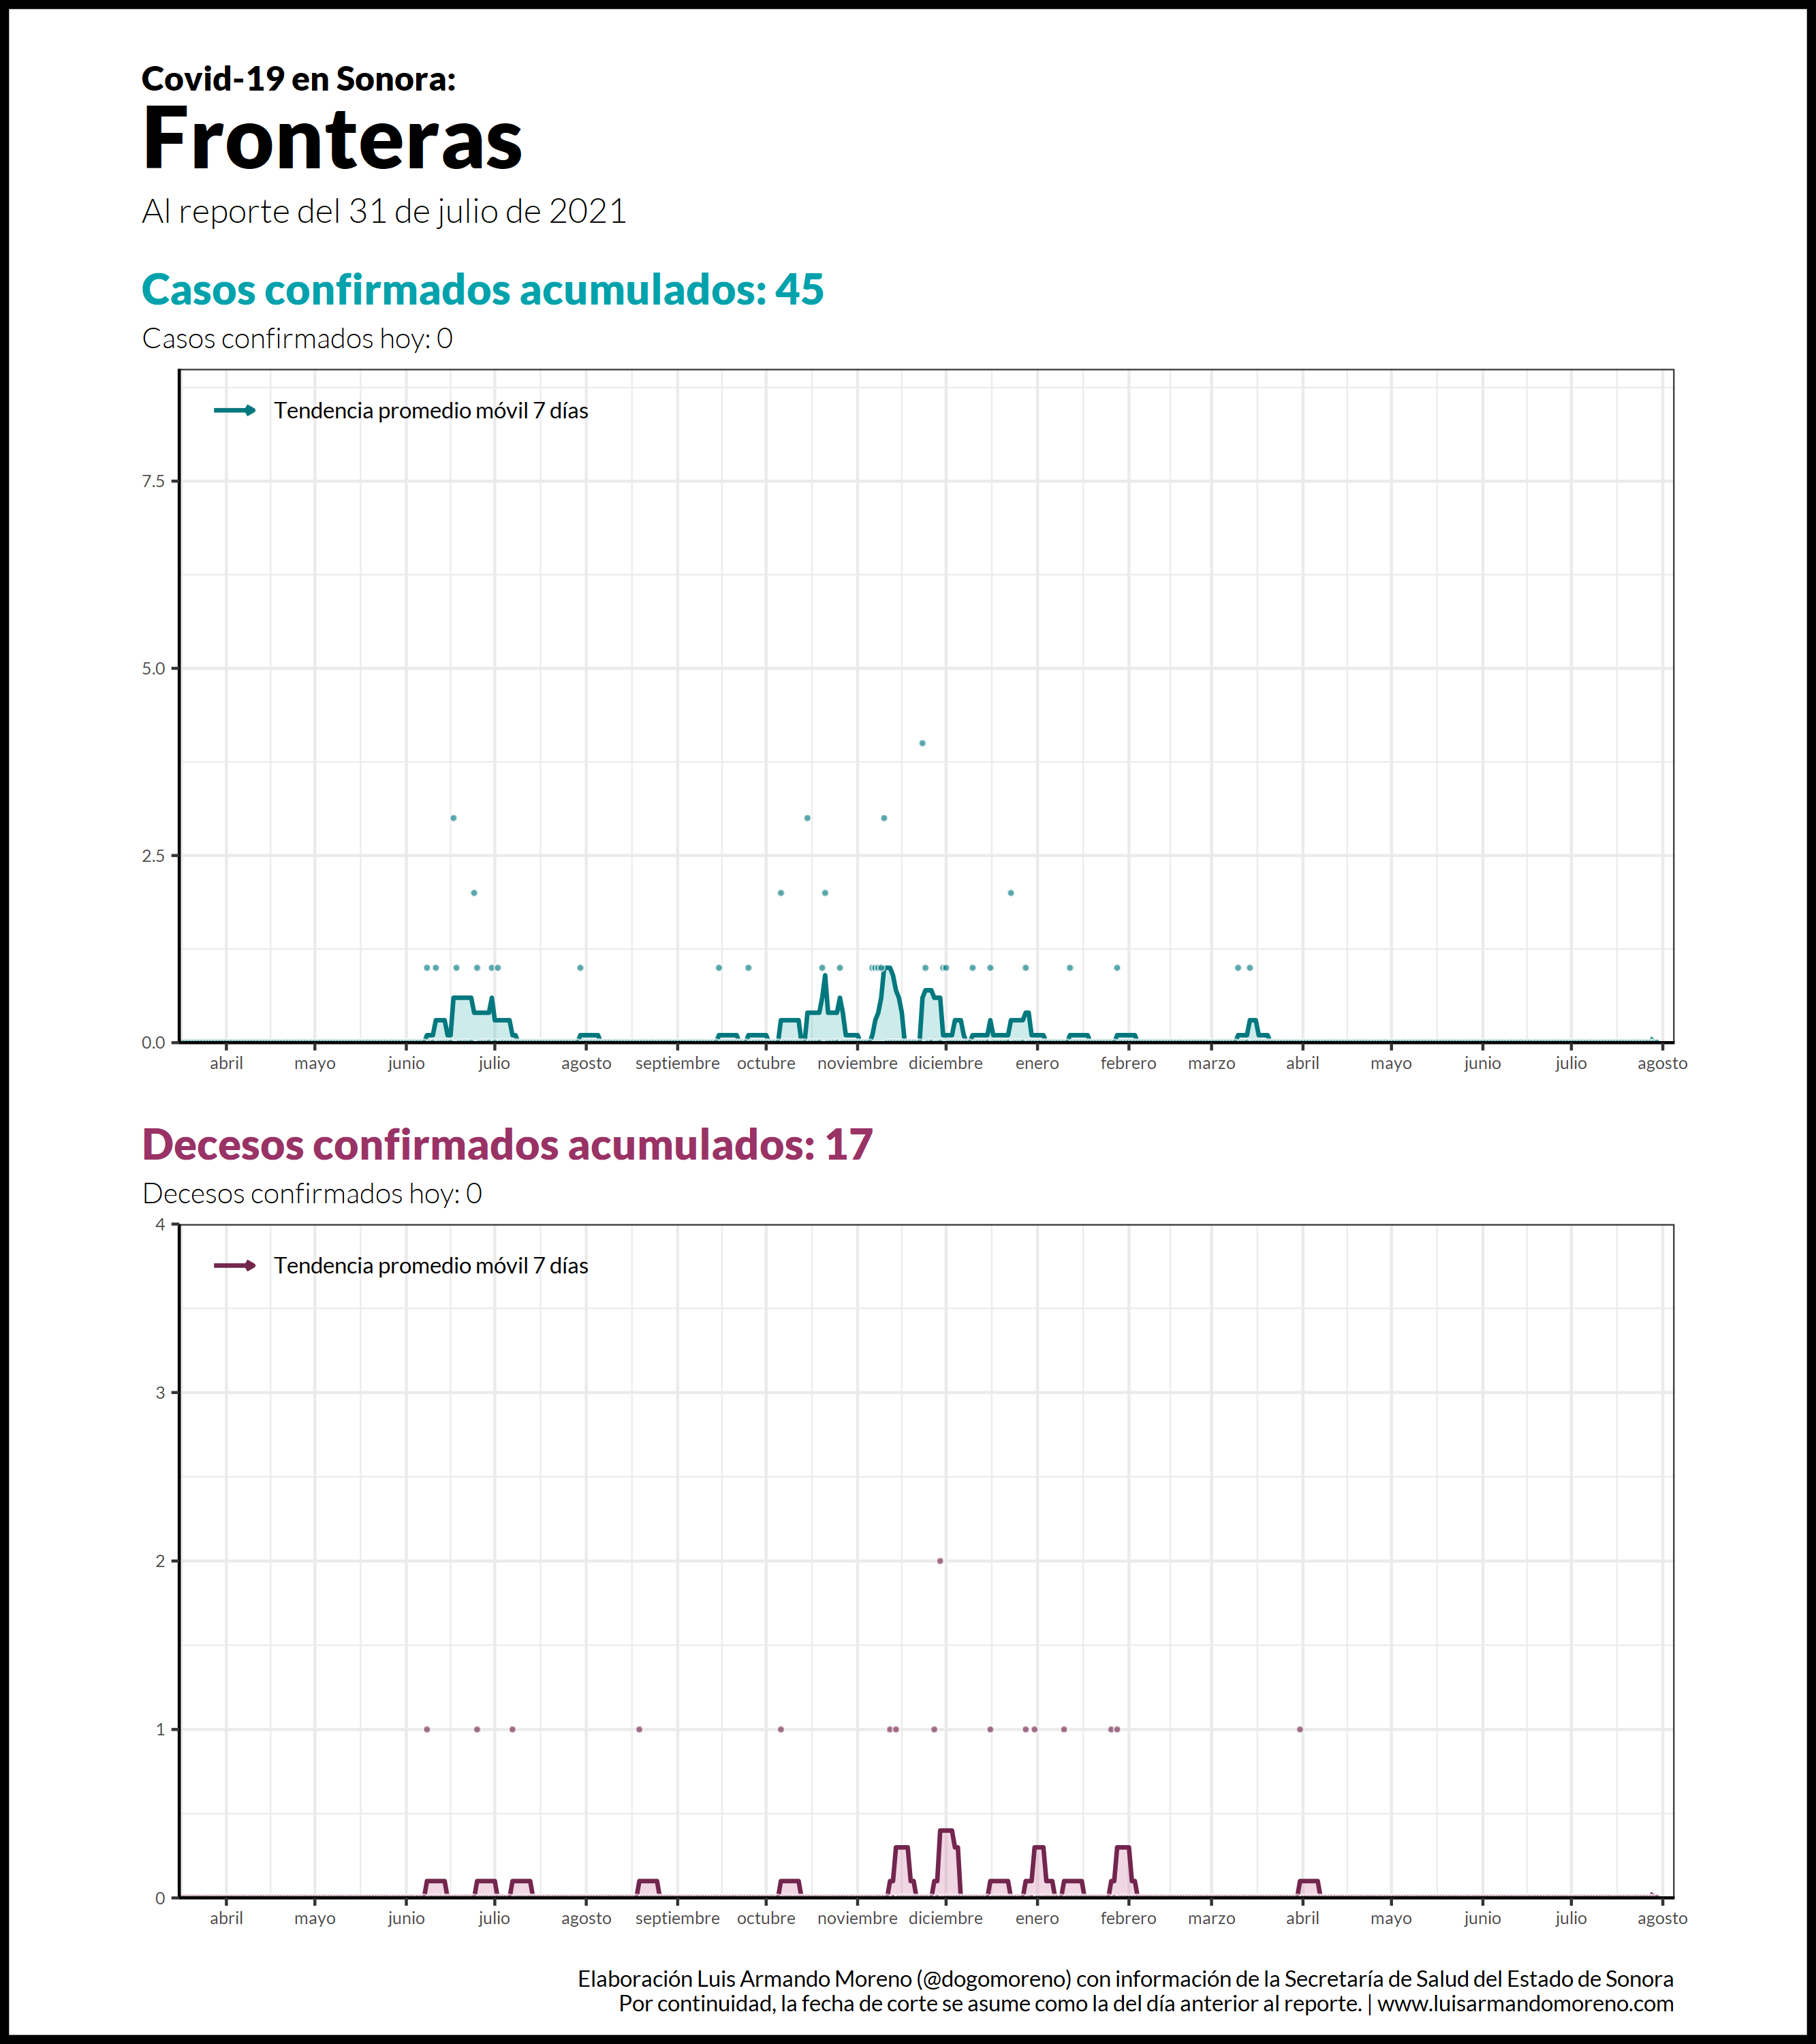 Covid-19 en Sonora:
Fronteras
Al reporte del 31 de julio de 2021
Casos confirmados acumulados: 45
Casos confirmados hoy: 0
Tendencia promedio móvil 7 días
7.5
5.0
2.5
0.0
abril mayo junio julio agosto septiembre octubre noviembre diciembre enero febrero marzo abril mayo junio julio agosto
Decesos confirmados acumulados: 17
Decesos confirmados hoy: 0
4
Tendencia promedio móvil 7 días
3
2
1
0
abril mayo junio julio agosto septiembre octubre noviembre diciembre enero febrero marzo abril mayo junio julio agosto
Elaboración Luis Armando Moreno (@dogomoreno) con información de la Secretaría de Salud del Estado de Sonora
Por continuidad, la fecha de corte se asume como la del día anterior al reporte. | www.luisarmandomoreno.com